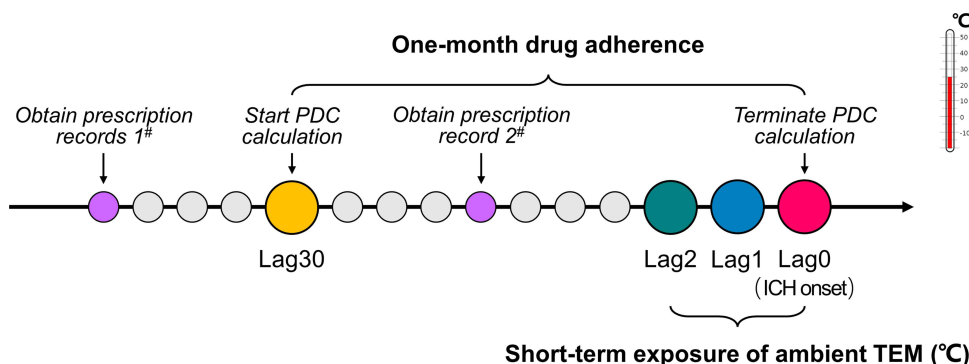 One-month drug adherence
Obtain prescription
records 1#
Start PDC
calculation
Obtain prescription
record 2#
Terminate PDC
calculation
℃
50
40
30
20
10
0
-10
Lag30
Lag2
Lag1
Lag0
(ICH onset)
Short-term exposure of ambient TEM (℃)